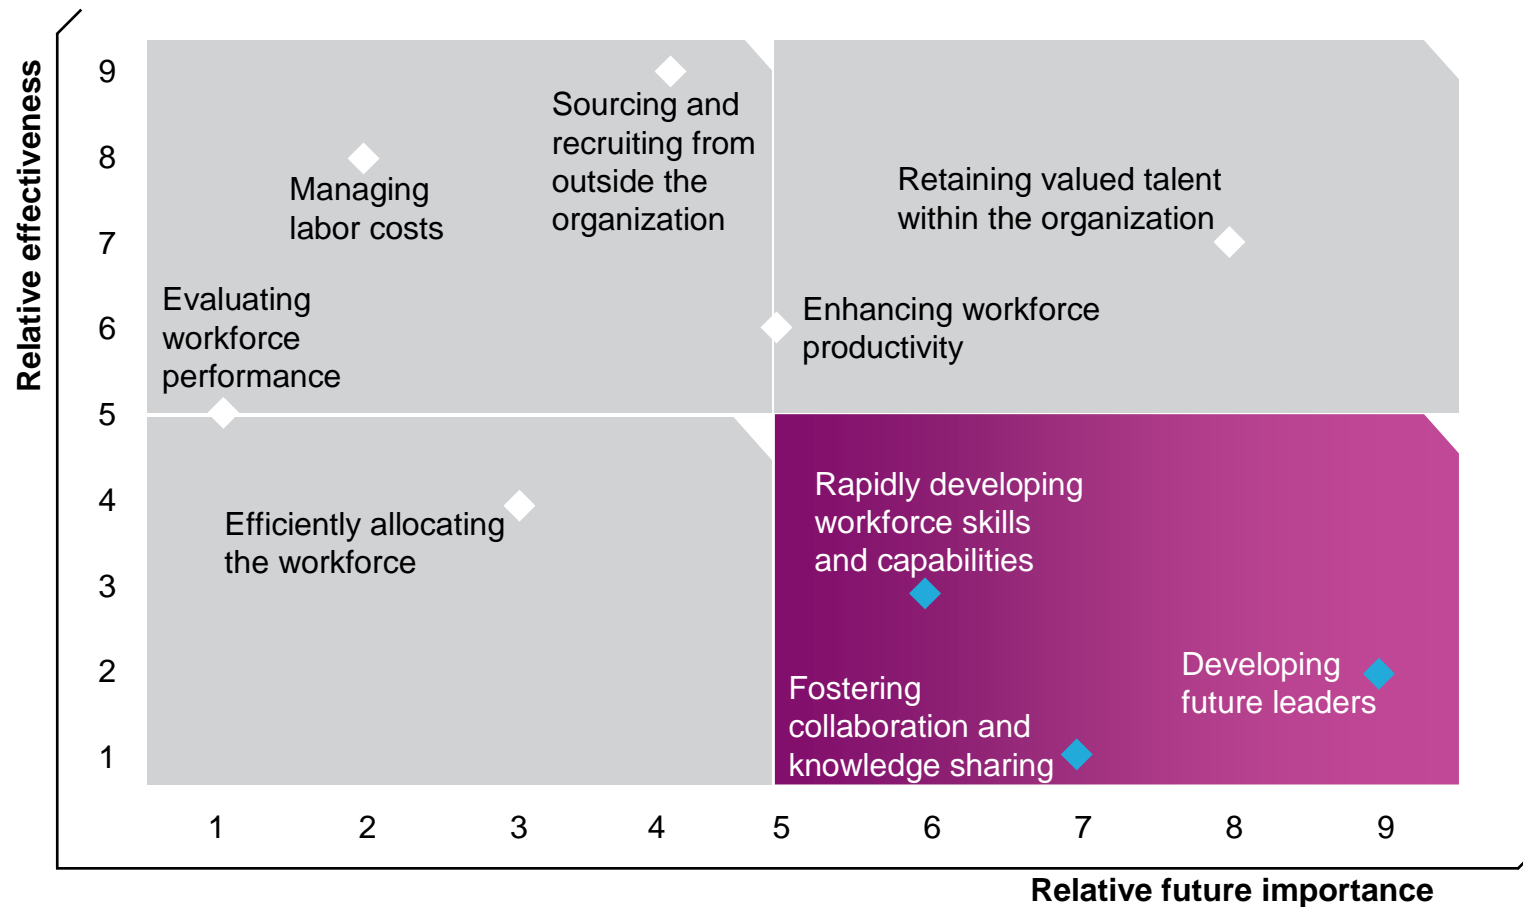 Relative effectiveness
9
8
7
6
5
4
3
2
1
Sourcing and
recruiting from
outside the
organization
Managing
labor costs
Retaining valued talent
within the organization
Evaluating
workforce
performance
Enhancing workforce
productivity
Efficiently allocating
the workforce
Rapidly developing
workforce skills
and capabilities
Developing
future leaders
Fostering
collaboration and
knowledge sharing
1 2 3 4 5 6 7 8 9
Relative future importance